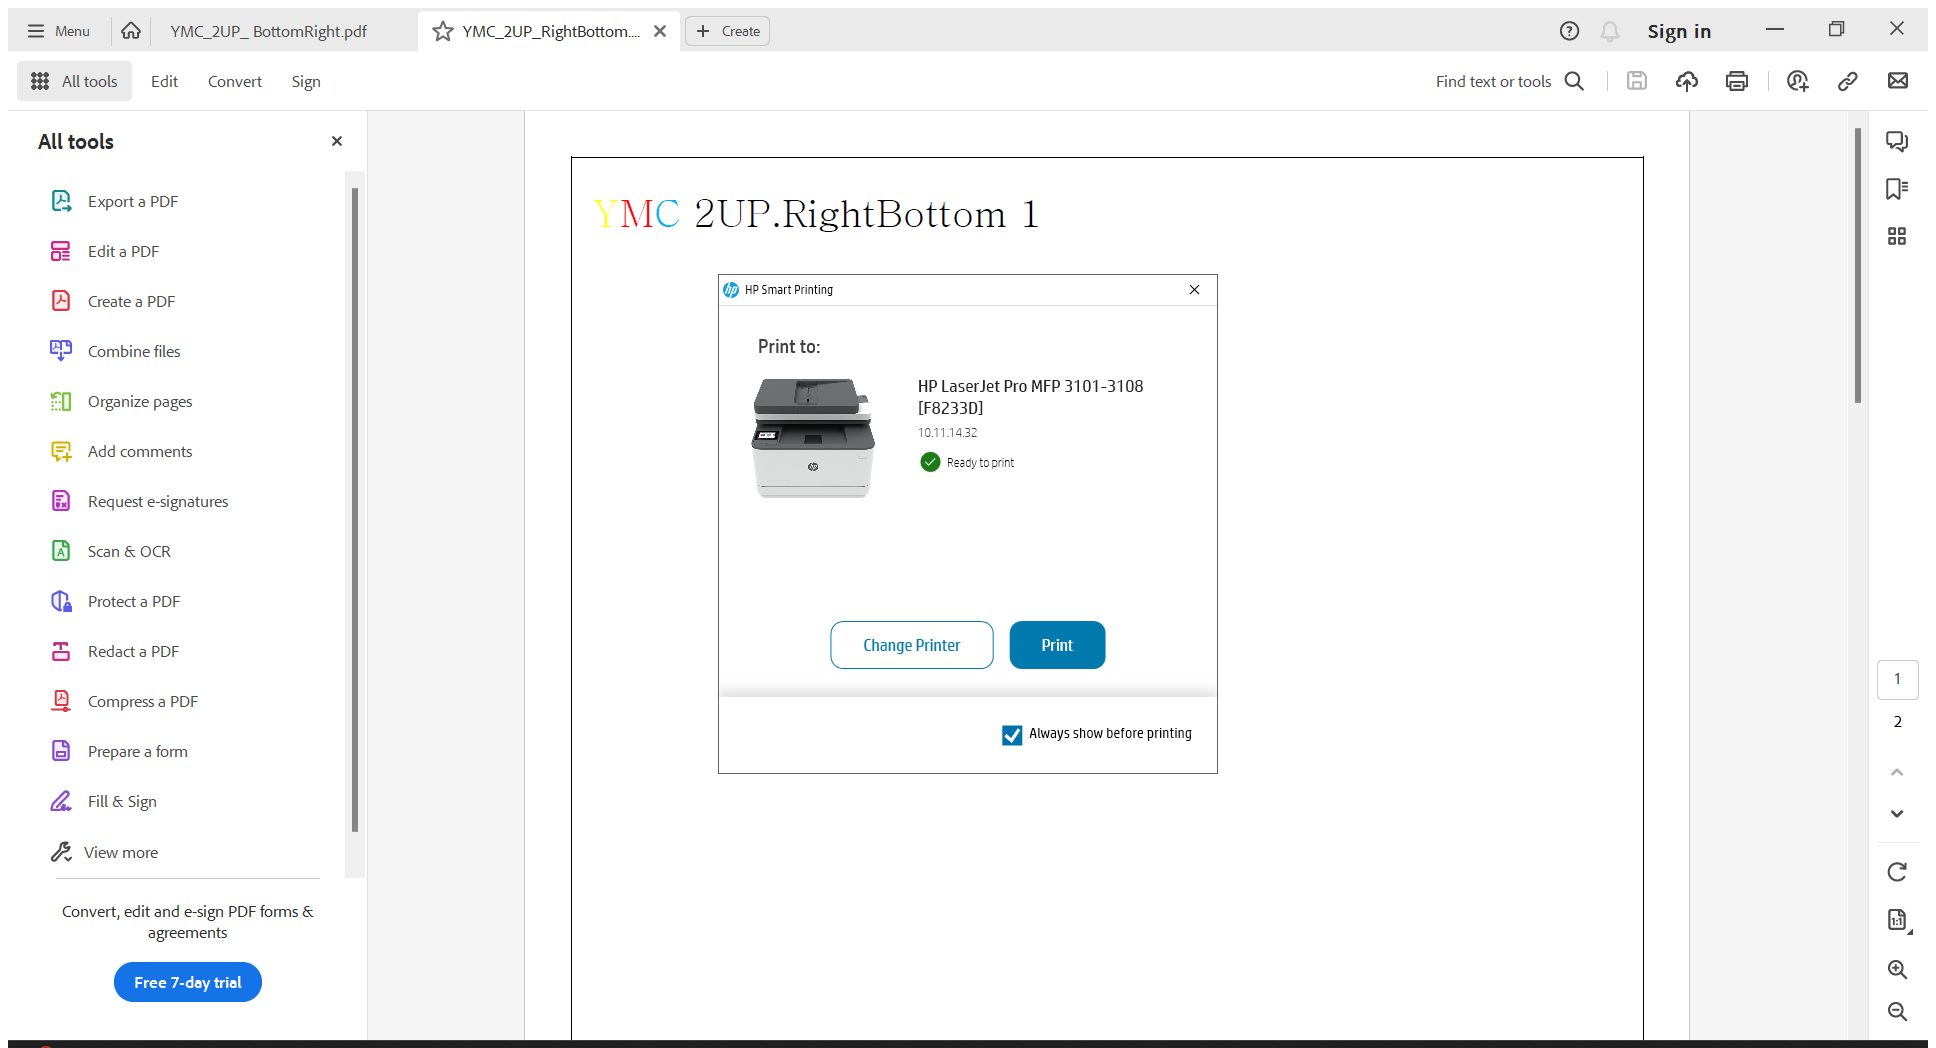 Menu
YMC_2UP_ BottomRight.pdf
YMC_2UP_RightBottom....
Create
Sign in
All tools
Edit
Convert
Sign
Find text or tools
All tools
Export a PDF
Edit a PDF
Create a PDF
Combine files
Organize pages
Add comments
Request e-signatures
Scan & OCR
Protect a PDF
Redact a PDF
Compress a PDF
Prepare a form
Fill & Sign
View more
Convert, edit and e-sign PDF forms &
agreements
Free 7-day trial
YMC 2UP.RightBottom 1
hp HP Smart Printing
Print to:
HP LaserJet Pro MFP 3101-3108
[F8233D]
10.11.14.32
Ready to print
Change Printer
Print
Always show before printing
1
2
1:1